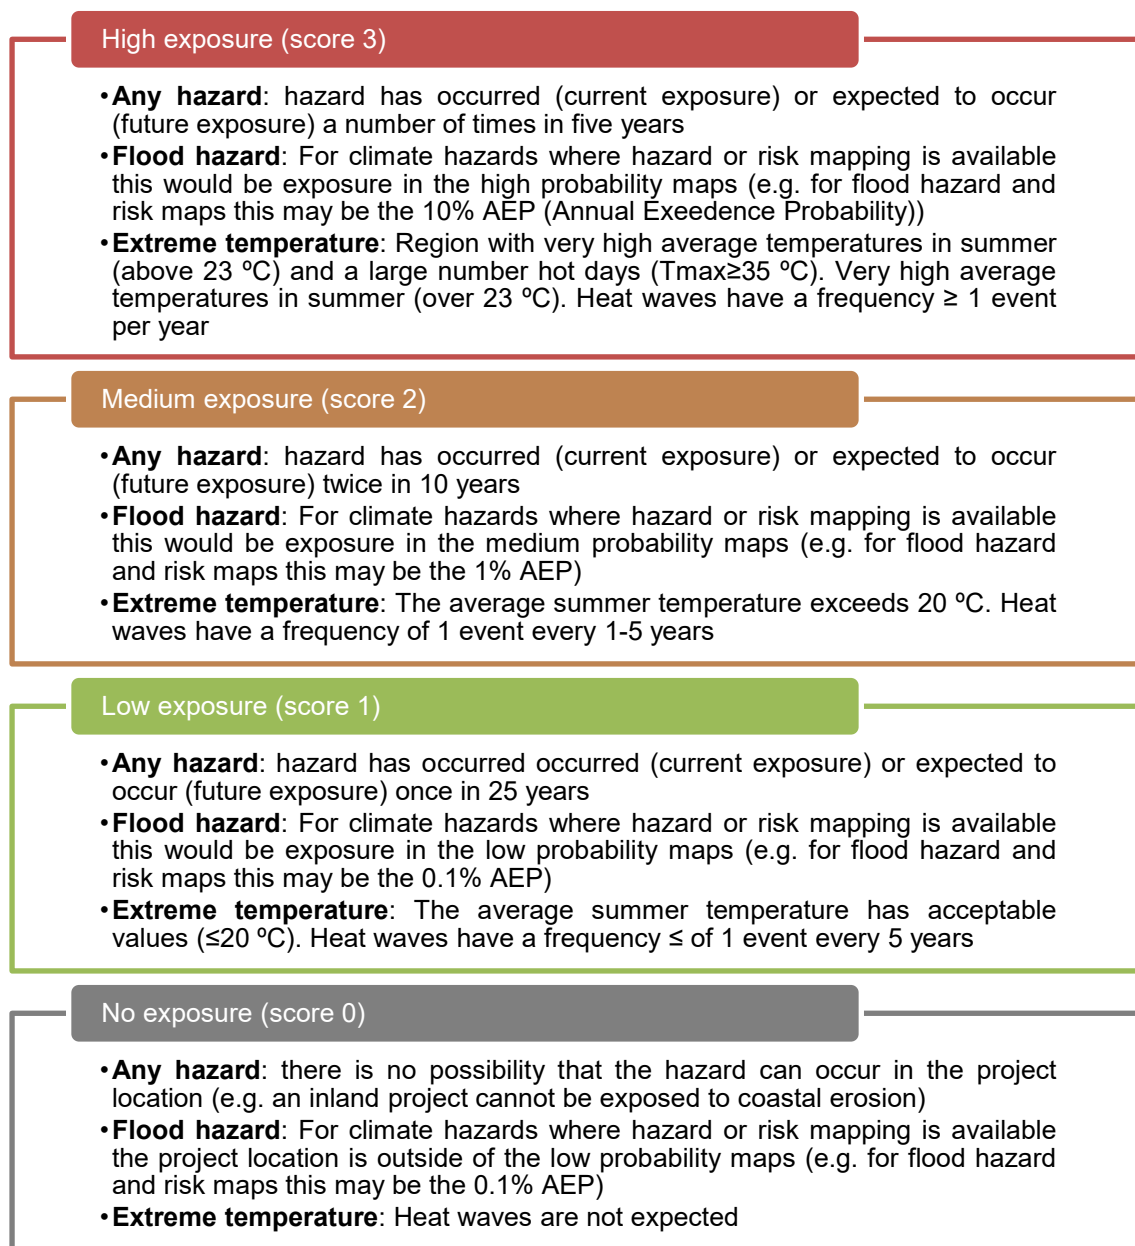 High exposure (score 3)
•Any hazard: hazard has occurred (current exposure) or expected to occur
(future exposure) a number of times in five years
•Flood hazard: For climate hazards where hazard or risk mapping is available
this would be exposure in the high probability maps (e.g. for flood hazard and
risk maps this may be the 10% AEP (Annual Exeedence Probability))
•Extreme temperature: Region with very high average temperatures in summer
(above 23 ºC) and a large number hot days (Tmax≥35 ºC). Very high average
temperatures in summer (over 23 ºC). Heat waves have a frequency ≥ 1 event
per year
Medium exposure (score 2)
•Any hazard: hazard has occurred (current exposure) or expected to occur
(future exposure) twice in 10 years
•Flood hazard: For climate hazards where hazard or risk mapping is available
this would be exposure in the medium probability maps (e.g. for flood hazard
and risk maps this may be the 1% AEP)
•Extreme temperature: The average summer temperature exceeds 20 ºC. Heat
waves have a frequency of 1 event every 1-5 years
Low exposure (score 1)
•Any hazard: hazard has occurred occurred (current exposure) or expected to
occur (future exposure) once in 25 years
•Flood hazard: For climate hazards where hazard or risk mapping is available
this would be exposure in the low probability maps (e.g. for flood hazard and
risk maps this may be the 0.1% AEP)
•Extreme temperature: The average summer temperature has acceptable
values (≤20 ºC). Heat waves have a frequency ≤ of 1 event every 5 years
No exposure (score 0)
•Any hazard: there is no possibility that the hazard can occur in the project
location (e.g. an inland project cannot be exposed to coastal erosion)
•Flood hazard: For climate hazards where hazard or risk mapping is available
the project location is outside of the low probability maps (e.g. for flood hazard
and risk maps this may be the 0.1% AEP)
•Extreme temperature: Heat waves are not expected